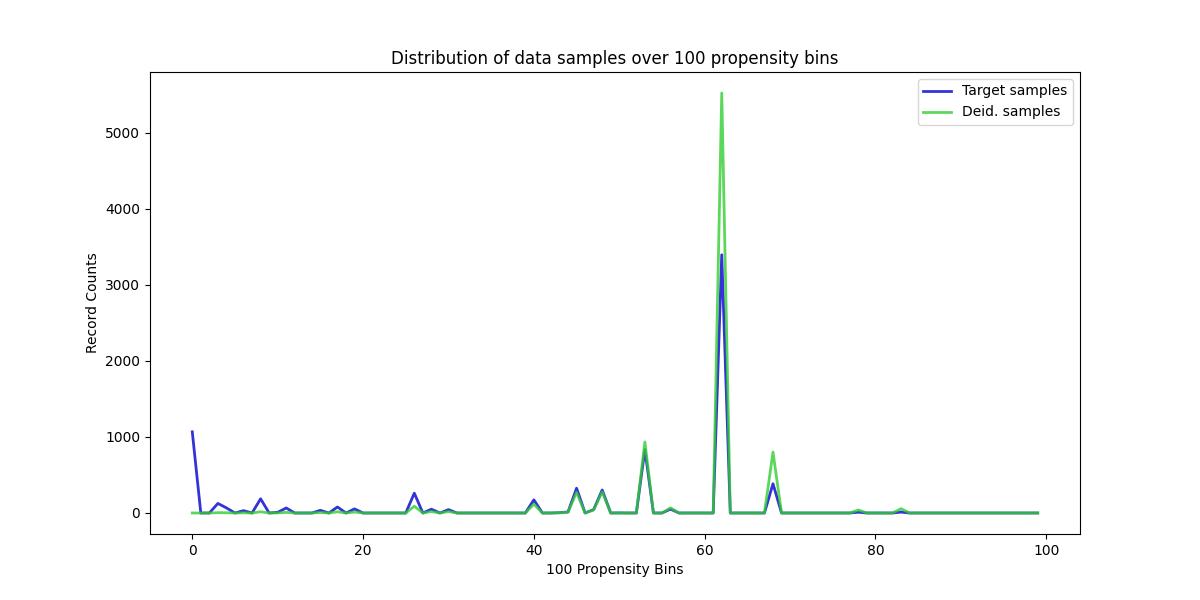 Distribution of data samples over 100 propensity bins
Target samples
Deid. samples
Record Counts
5000
4000
3000
2000
1000
0
0 20 40 60 80 100
100 Propensity Bins